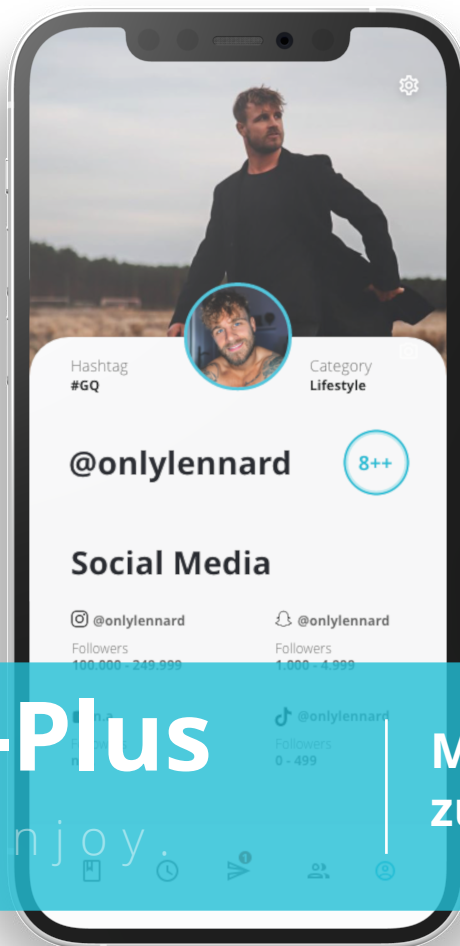 Hashtag
#GQ
Category
Lifestyle
@onlylennard
8++
Social Media
@onlylennard
Followers
100.000 - 249.999
@onlylennard
Followers
1.000 - 4.999
n.a.
@onlylennard
Followers
0 - 499
-Plus
njoy.
M
zu
1